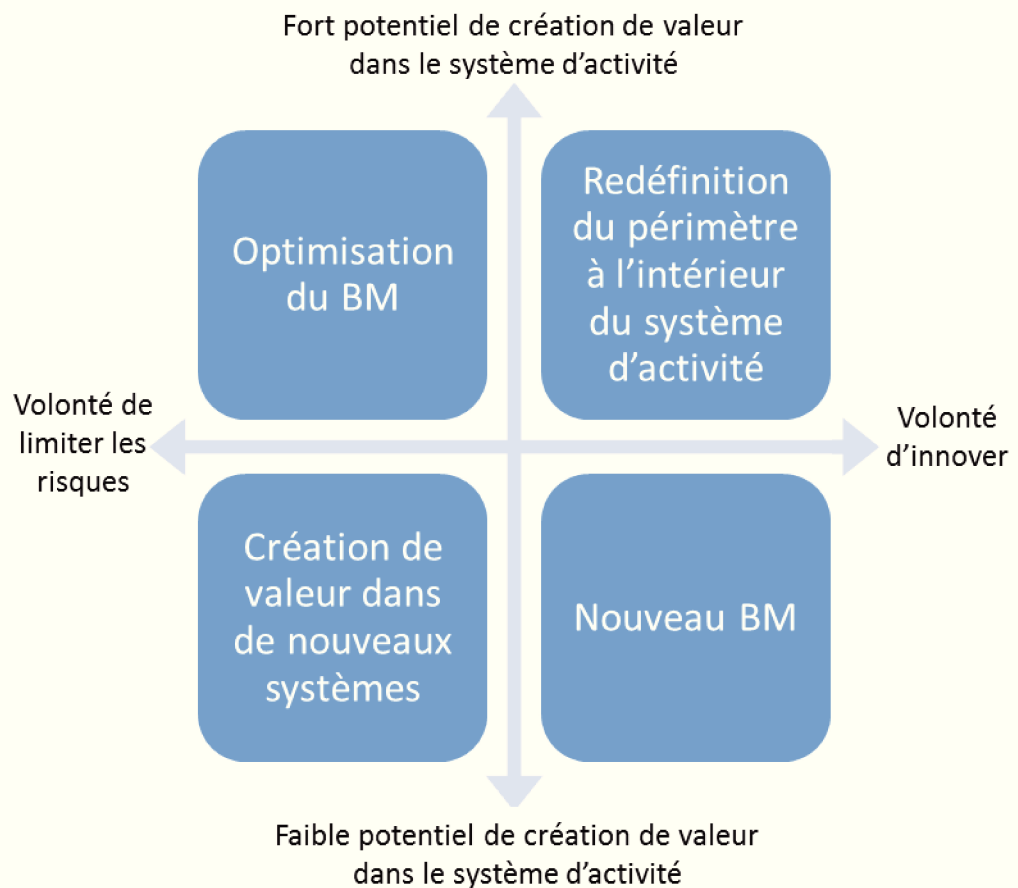 Fort potentiel de création de valeur
dans le système d’activité
Optimisation
du BM
Redéfinition
du périmètre
à l’intérieur
du système
d’activité
Volonté de
limiter les
risques
Volonté
d’innover
Création de
valeur dans
de nouveaux
systèmes
Nouveau BM
Faible potentiel de création de valeur
dans le système d’activité